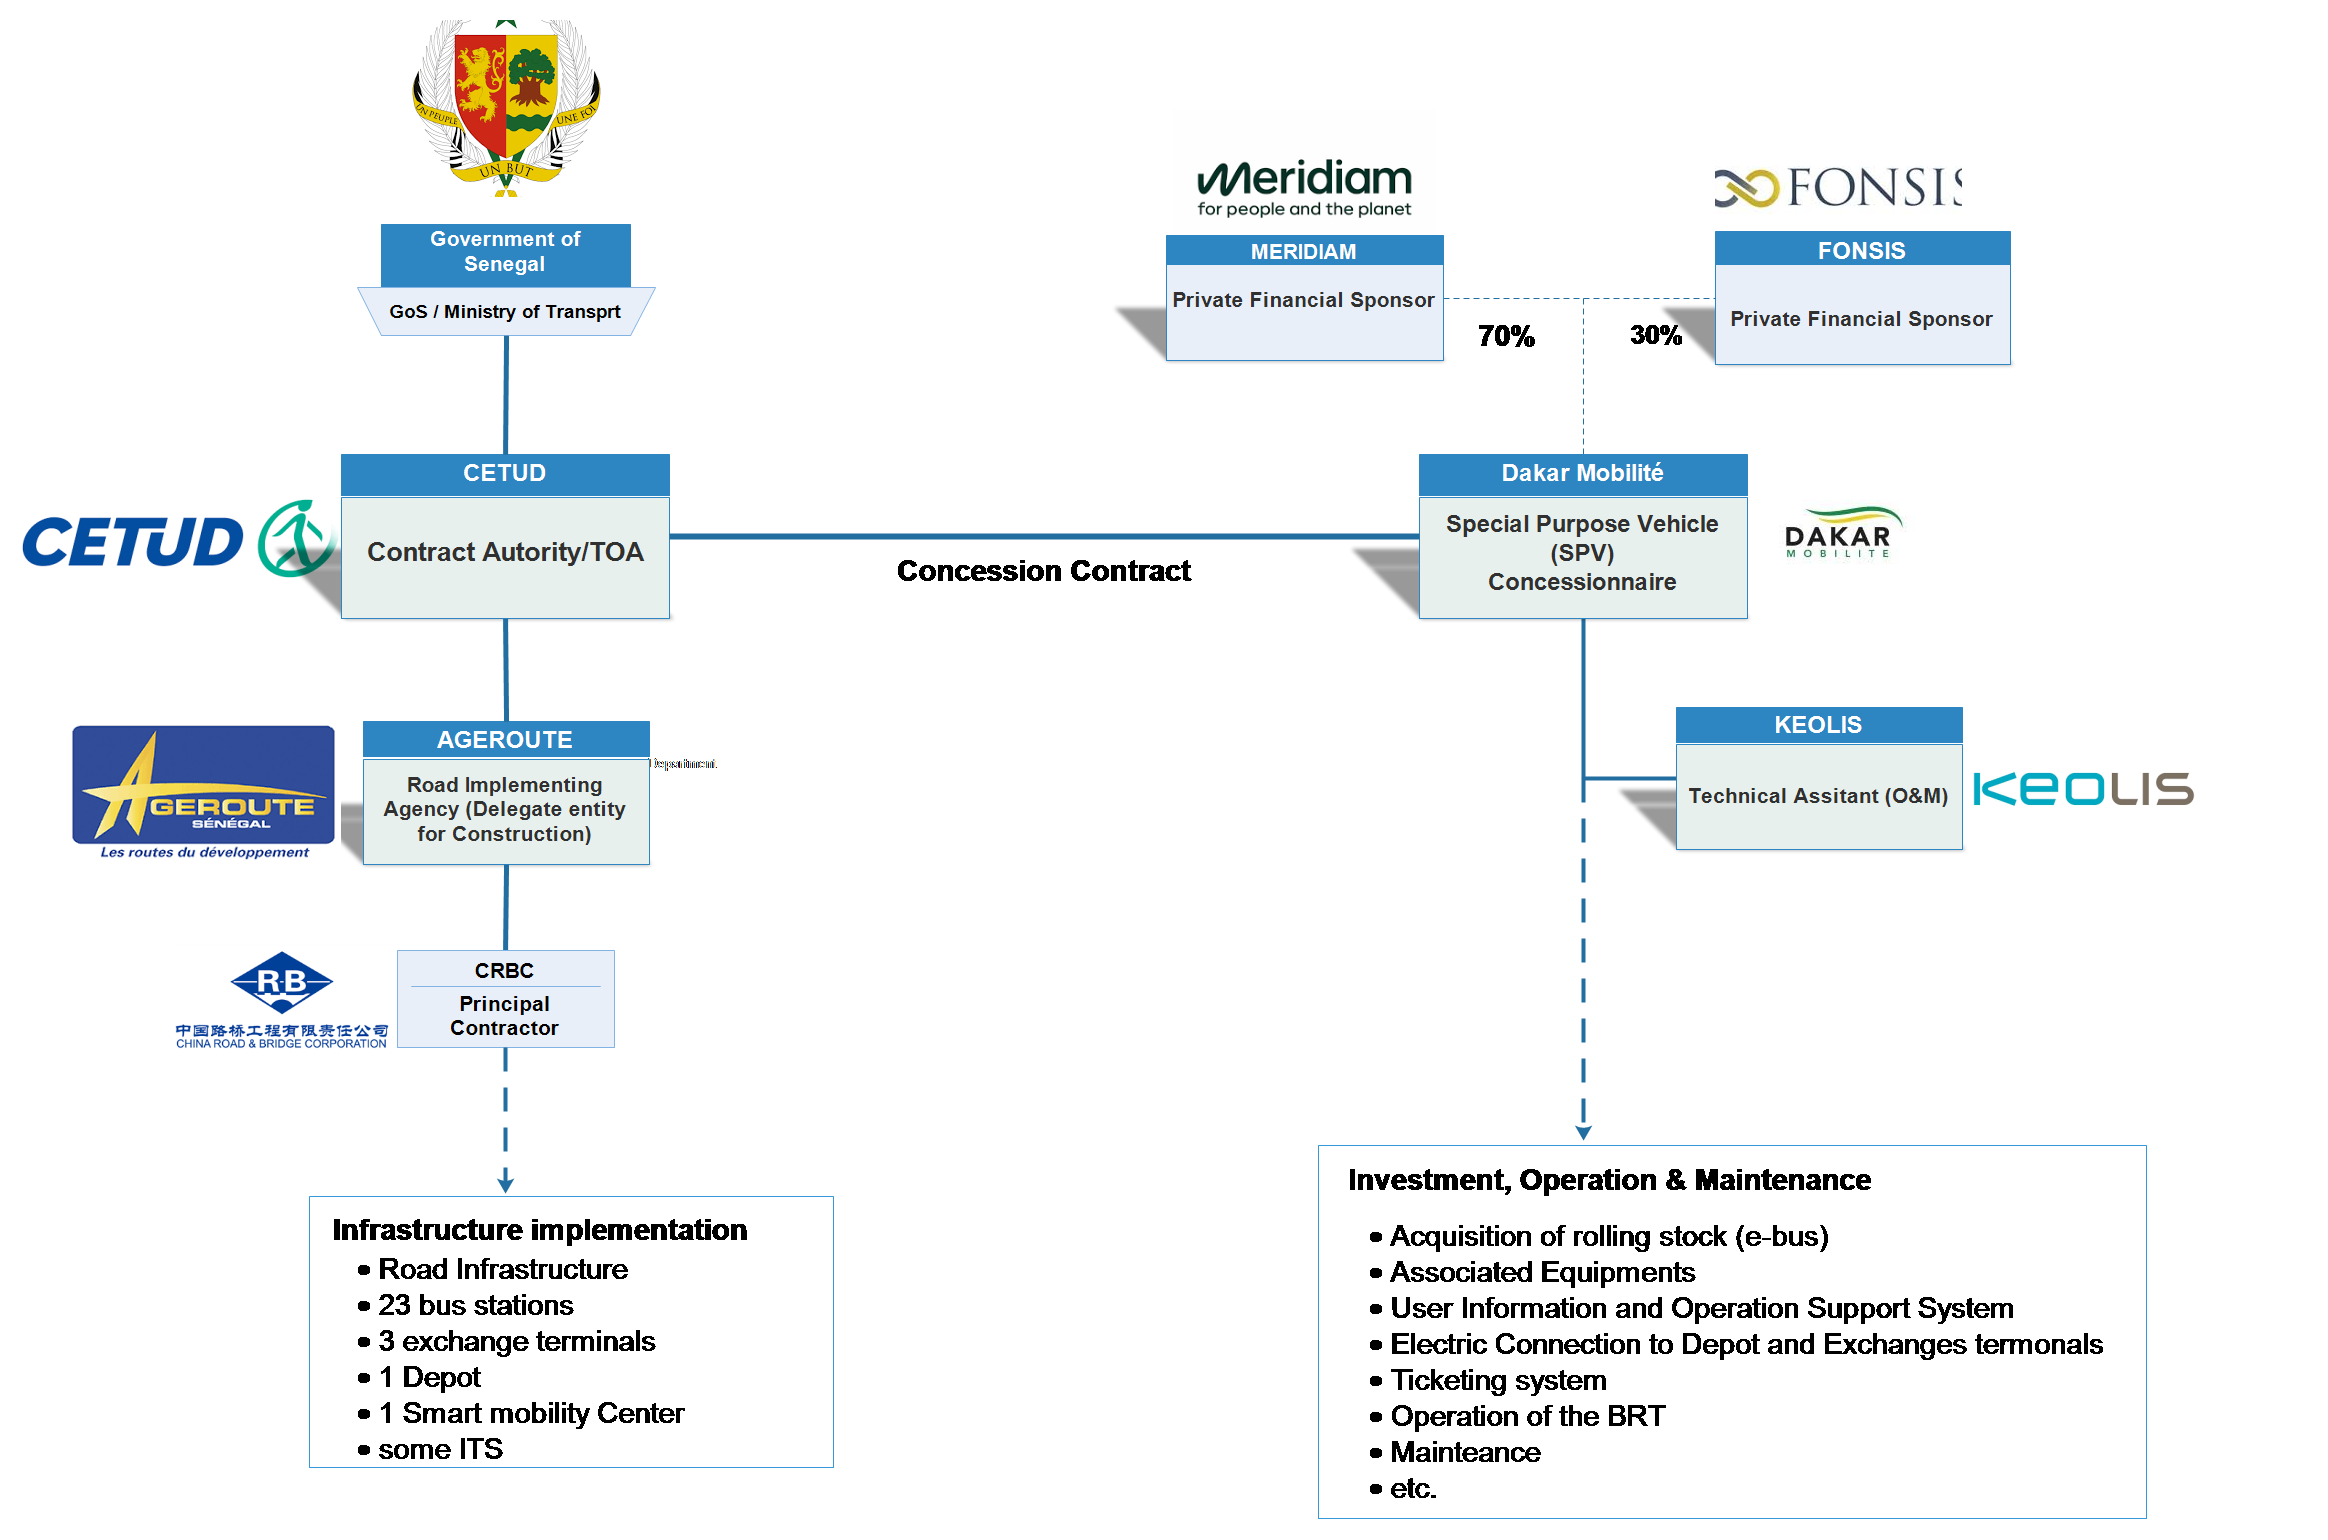 UN PEUPLE
UNE FOI
UN BUT
Government of
Senegal
GoS / Ministry of Transprt
Meridiam
for people and the planet
MERIDIAM
Private Financial Sponsor
FONSIS
FONSIS
Private Financial Sponsor
70%
30%
CETUD
CETUD
Contract Autority/TOA
Concession Contract
Dakar Mobilité
Special Purpose Vehicle
(SPV)
Concessionnaire
DAKAR
MOBILITE
AGEROUTE
SÉNÉGAL
Les routes du développement
AGEROUTE
Road Implementing
Agency (Delegate entity
for Construction)
Department
KEOLIS
Technical Assitant (O&M)
KEOLIS
R-B
中国路桥工程有限责任公司
CHINA ROAD & BRIDGE CORPORATION
CRBC
Principal
Contractor
Infrastructure implementation
• Road Infrastructure
• 23 bus stations
• 3 exchange terminals
• 1 Depot
• 1 Smart mobility Center
• some ITS
Investment, Operation & Maintenance
• Acquisition of rolling stock (e-bus)
• Associated Equipments
• User Information and Operation Support System
• Electric Connection to Depot and Exchanges termonals
• Ticketing system
• Operation of the BRT
• Mainteance
• etc.